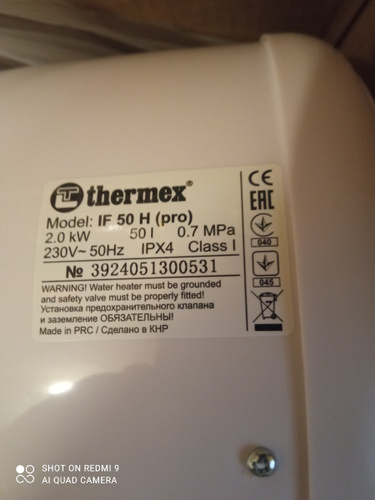 thermex®
Model: IF 50 H (pro)
2.0 kW 50 l 0.7 MPa
230V~ 50Hz IPX4 Class I
№ 3924051300531
WARNING! Water heater must be grounded
and safety valve must be properly fitted!
Установка предохранительного клапана
и заземление ОБЯЗАТЕЛЬНЫ!
Made in PRC / Сделано в КНР
CE
EAC
040
045
SHOT ON REDMI 9
AI QUAD CAMERA